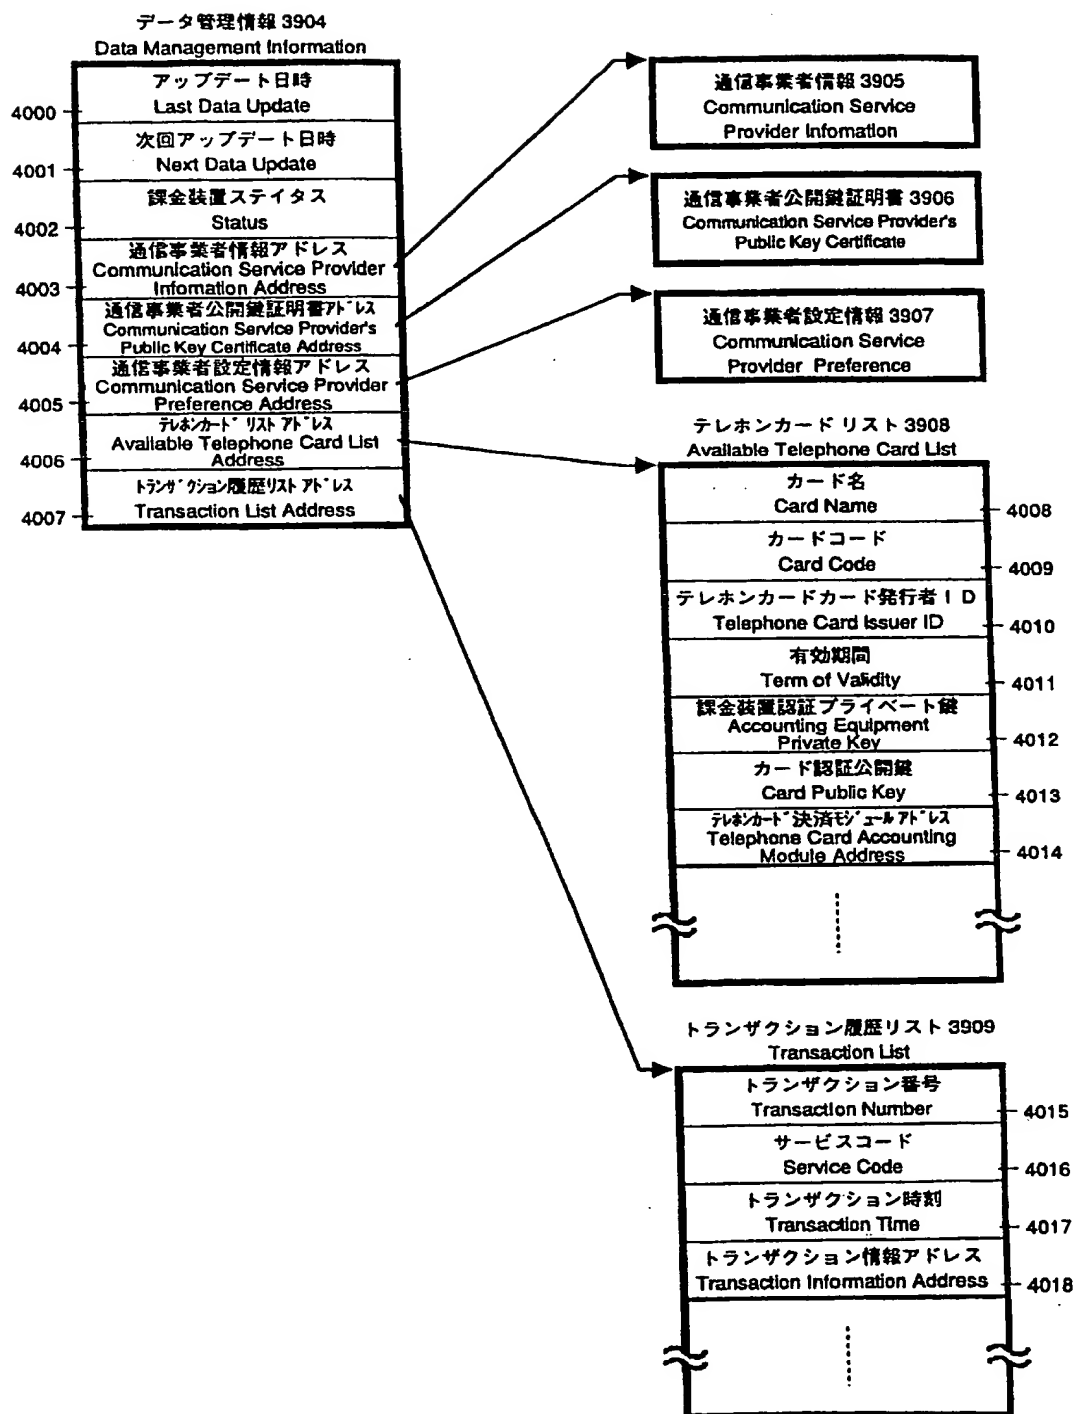 データ管理情報 3904
Data Management Information
アップデート日時
Last Data Update
4000
次回アップデート日時
Next Data Update
4001
課金装置ステイタス
Status
4002
通信事業者情報アドレス
Communication Service Provider
Infomation Address
4003
通信事業者公開鍵証明書アドレス
Communication Service Provider's
Public Key Certificate Address
4004
通信事業者設定情報アドレス
Communication Service Provider
Preference Address
4005
テレホンカード リスト アドレス
Available Telephone Card List
Address
4006
トランザクション履歴リスト アドレス
Transaction List Address
4007
通信事業者情報 3905
Communication Service
Provider Infomation
通信事業者公開鍵証明書 3906
Communication Service Provider's
Public Key Certificate
通信事業者設定情報 3907
Communication Service
Provider Preference
テレホンカード リスト 3908
Available Telephone Card List
カード名
Card Name
4008
カードコード
Card Code
4009
テレホンカードカード発行者ID
Telephone Card Issuer ID
4010
有効期間
Term of Validity
4011
課金装置認証プライベート鍵
Accounting Equipment
Private Key
4012
カード認証公開鍵
Card Public Key
4013
テレホンカード決済モジュールアドレス
Telephone Card Accounting
Module Address
4014
トランザクション履歴リスト 3909
Transaction List
トランザクション番号
Transaction Number
4015
サービスコード
Service Code
4016
トランザクション時刻
Transaction Time
4017
トランザクション情報アドレス
Transaction Information Address
4018